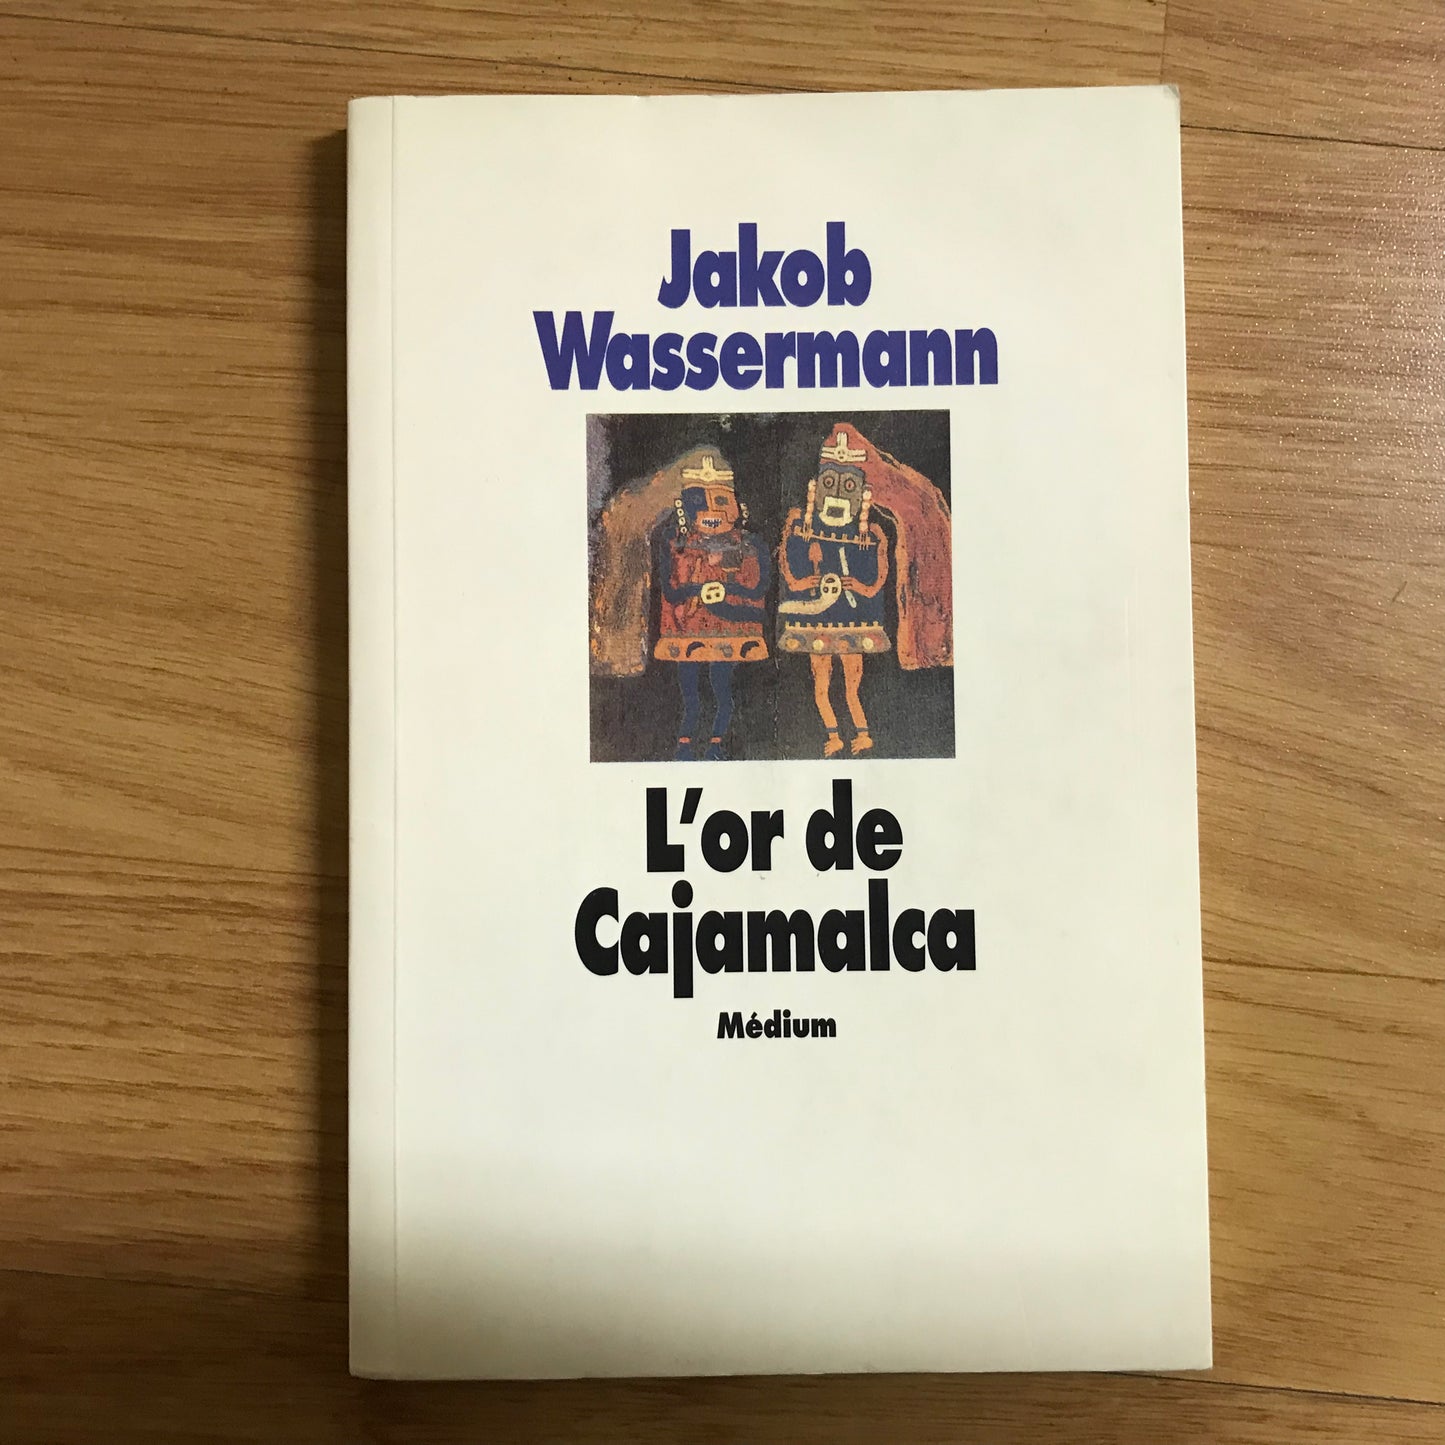 Jakob
Wassermann
L'or de
Cajamalca
Médium